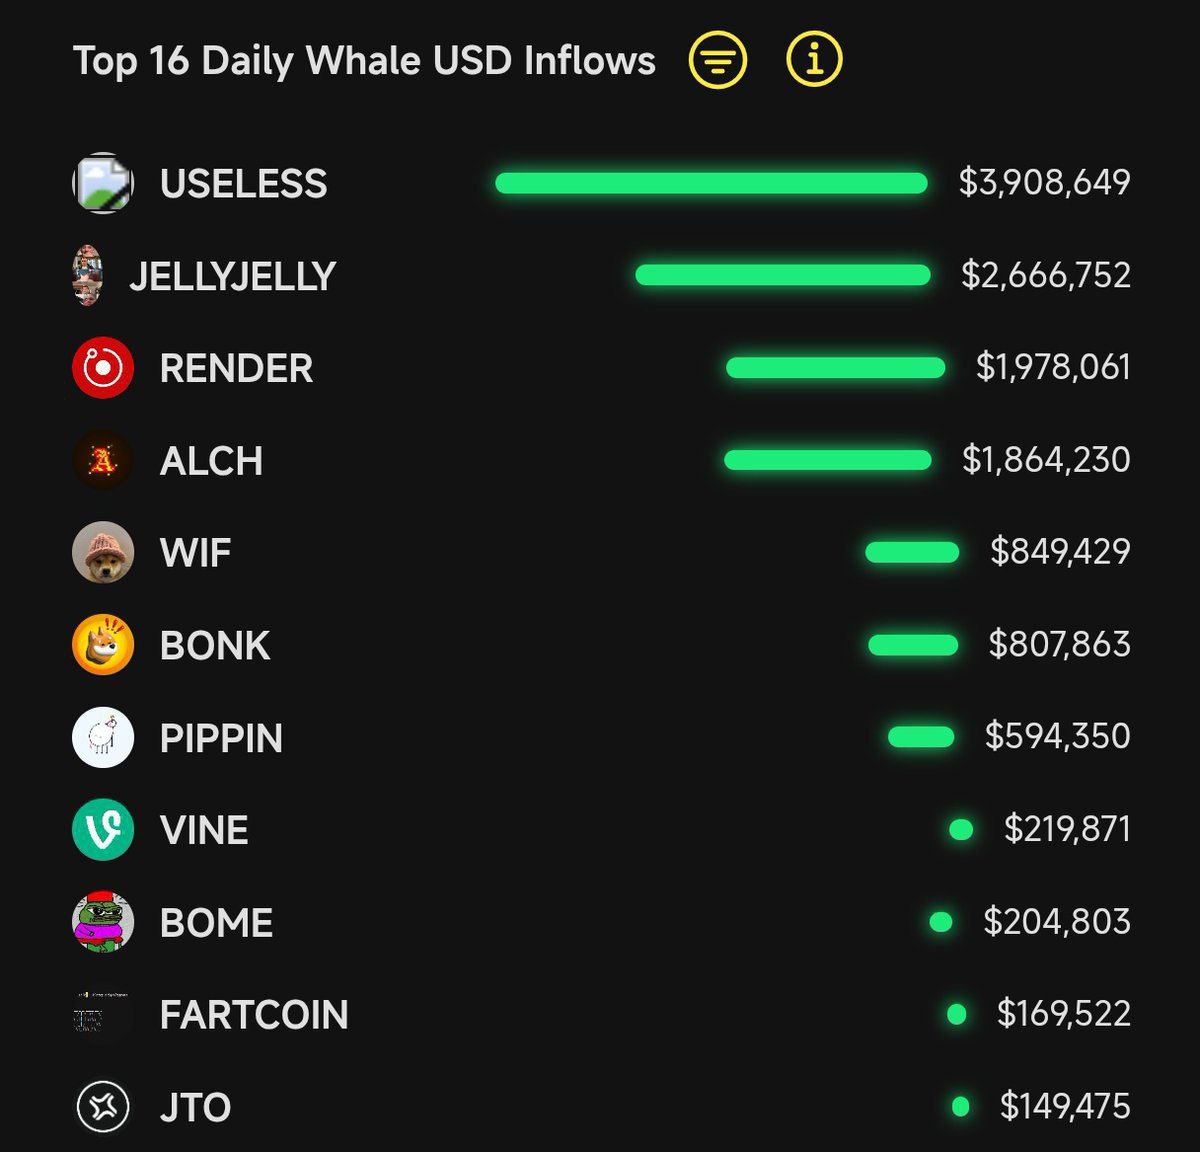 Top 16 Daily Whale USD Inflows
USELESS $3,908,649
JELLYJELLY $2,666,752
RENDER $1,978,061
ALCH $1,864,230
WIF $849,429
BONK $807,863
PIPPIN $594,350
VINE $219,871
BOME $204,803
FARTCOIN $169,522
JTO $149,475